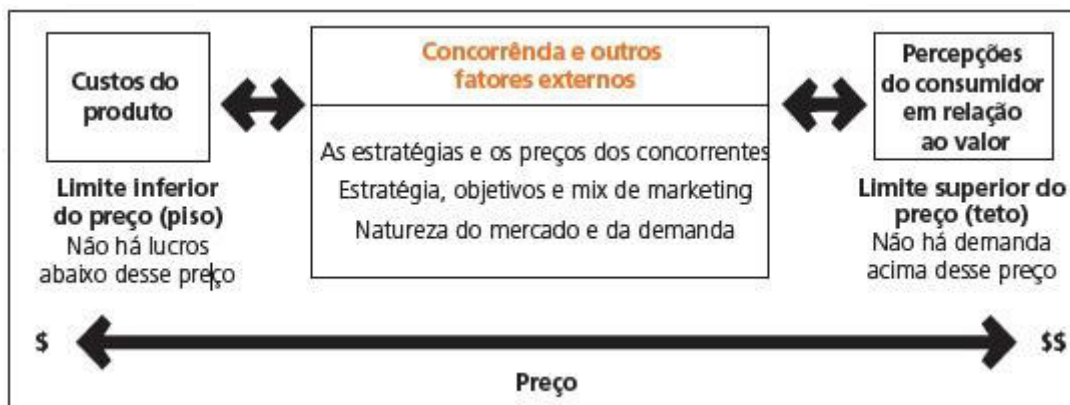 Custos do
produto
Limite inferior
do preço (piso)
Não há lucros
abaixo desse preço
Concorrência e outros
fatores externos
As estratégias e os preços dos concorrentes
Estratégia, objetivos e mix de marketing
Natureza do mercado e da demanda
Percepções
do consumidor
em relação
ao valor
Limite superior do
preço (teto)
Não há demanda
acima desse preço
$
$$
Preço